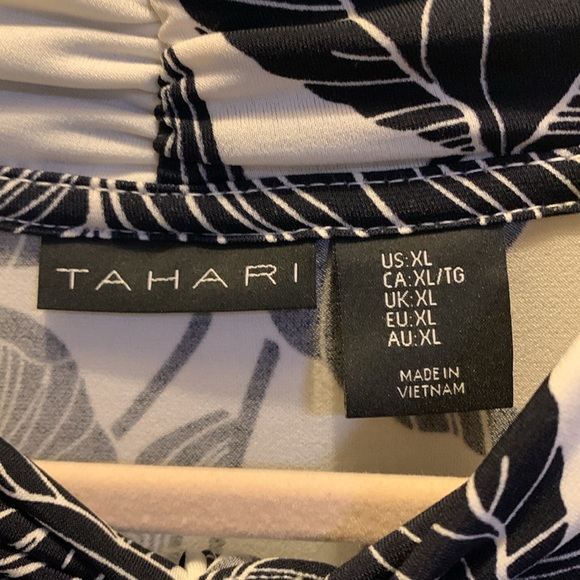 TAHARI
US:XL
CA:XL/TG
UK:XL
EU:XL
AU:XL
MADE IN
VIETNAM